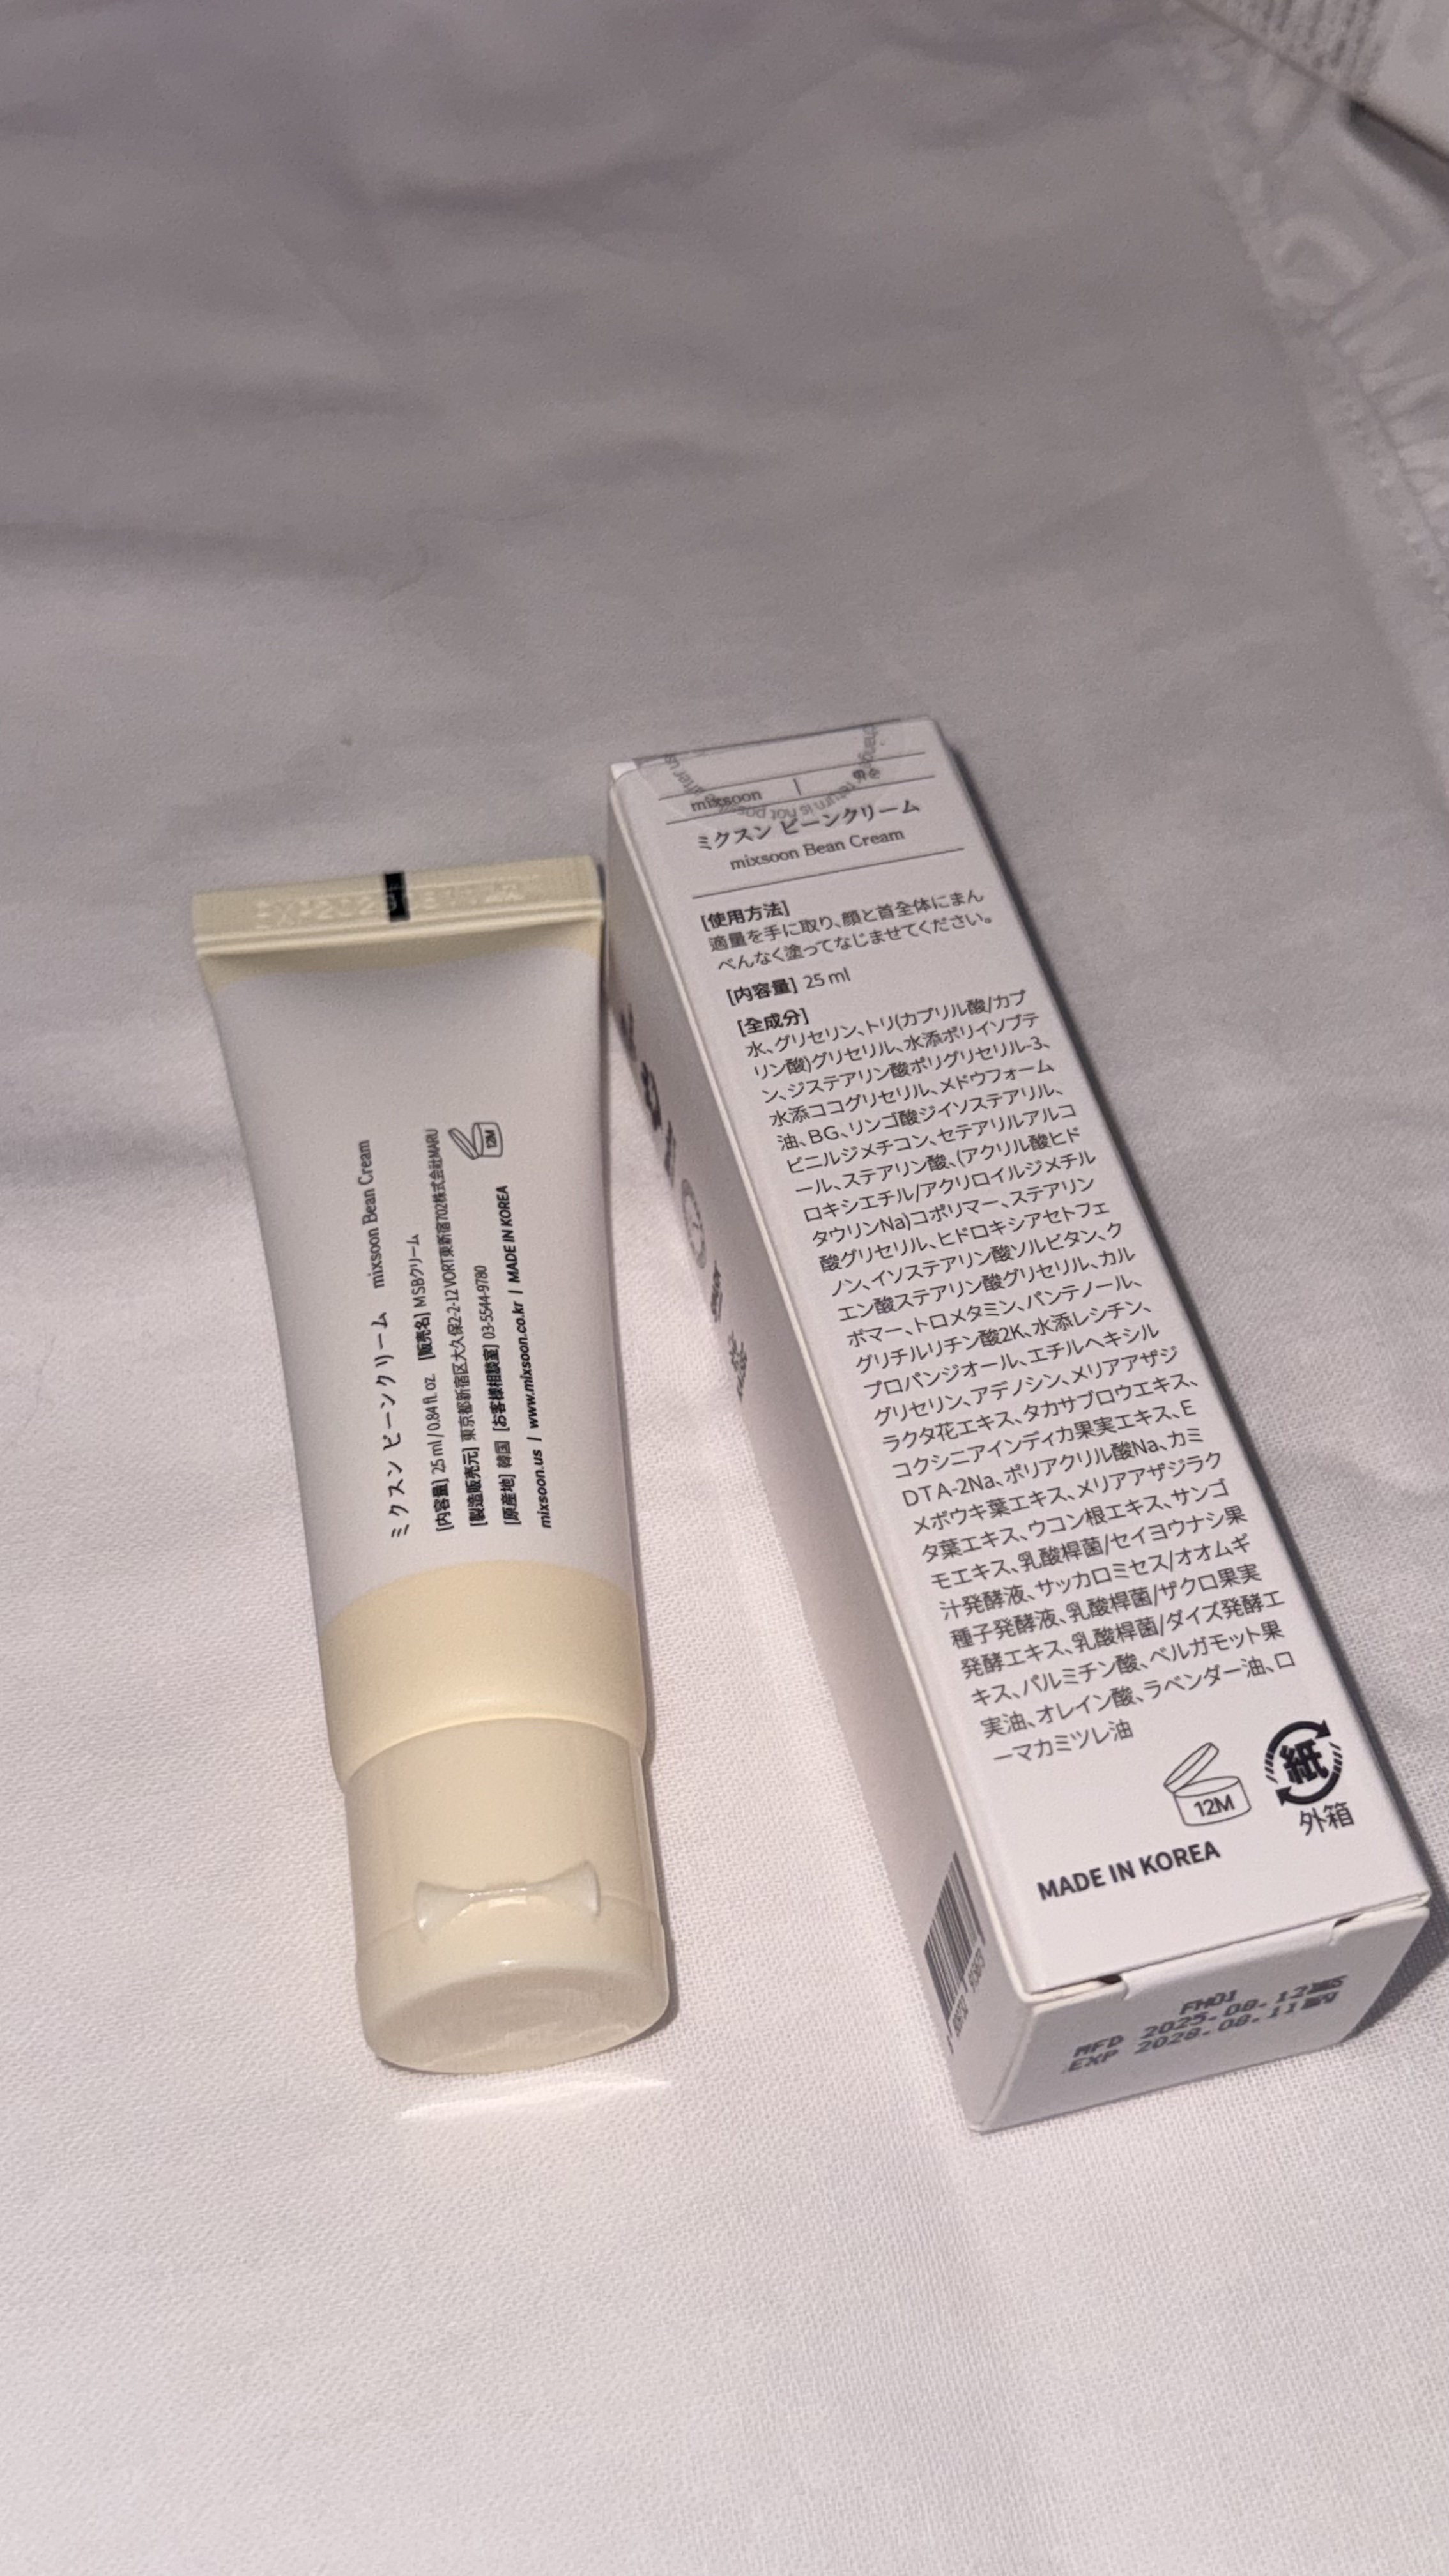 ミクスン ビーンクリーム mixsoon Bean Cream
[内容量] 25 ml / 0.84 fl. oz. [販売名] MSBクリーム
[製造販売元] 東京都新宿区大久保2-2-12VORT東新宿702株式会社MARU
[原産地] 韓国 [お客様相談室] 03-5544-9780
mixsoon.us | www.mixsoon.co.kr | MADE IN KOREA
12M
mixsoon |
ミクスン ビーンクリーム
mixsoon Bean Cream
[使用方法]
適量を手に取り、顔と首全体にまん
べんなく塗ってなじませてください。
[内容量] 25 ml
[全成分]
水、グリセリン、トリ(カプリル酸/カプ
リン酸)グリセリル、水添ポリイソブテ
ン、ジステアリン酸ポリグリセリル-3、
水添ココグリセリル、メドウフォーム
油、BG、リンゴ酸ジイソステアリル、
ビニルジメチコン、セテアリルアルコ
ール、ステアリン酸、(アクリル酸ヒド
ロキシエチル/アクリロイルジメチル
タウリンNa)コポリマー、ステアリン
酸グリセリル、ヒドロキシアセトフェ
ノン、イソステアリン酸ソルビタン、ク
エン酸ステアリン酸グリセリル、カル
ボマー、トロメタミン、パンテノール、
グリチルリチン酸2K、水添レシチン、
プロパンジオール、エチルヘキシル
グリセリン、アデノシン、メリアアザジ
ラクタ花エキス、タカサブロウエキス、
コクシニアインディカ果実エキス、E
DTA-2Na、ポリアクリル酸Na、カミ
メボウキ葉エキス、メリアアザジラク
タ葉エキス、ウコン根エキス、サンゴ
モエキス、乳酸桿菌/セイヨウナシ果
汁発酵液、サッカロミセス/オオムギ
種子発酵液、乳酸桿菌/ザクロ果実
発酵エキス、乳酸桿菌/ダイズ発酵エ
キス、パルミチン酸、ベルガモット果
実油、オレイン酸、ラベンダー油、ロ
ーマカミツレ油
12M
紙
外箱
MADE IN KOREA
FH01
MFD 2025.08.12
EXP 2028.08.11